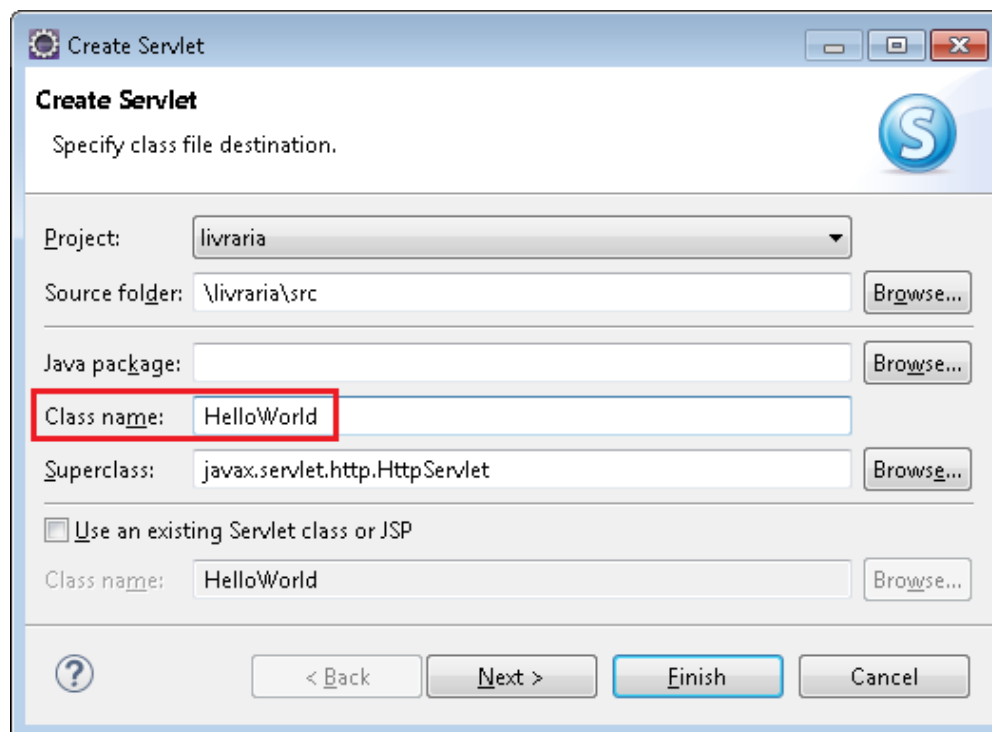 Create Servlet
Create Servlet
Specify class file destination.
S
Project: livraria
Source folder: \livraria\src Browse...
Java package: Browse...
Class name: HelloWorld
Superclass: javax.servlet.http.HttpServlet Browse...
Use an existing Servlet class or JSP
Class name: HelloWorld Browse...
? < Back Next > Finish Cancel